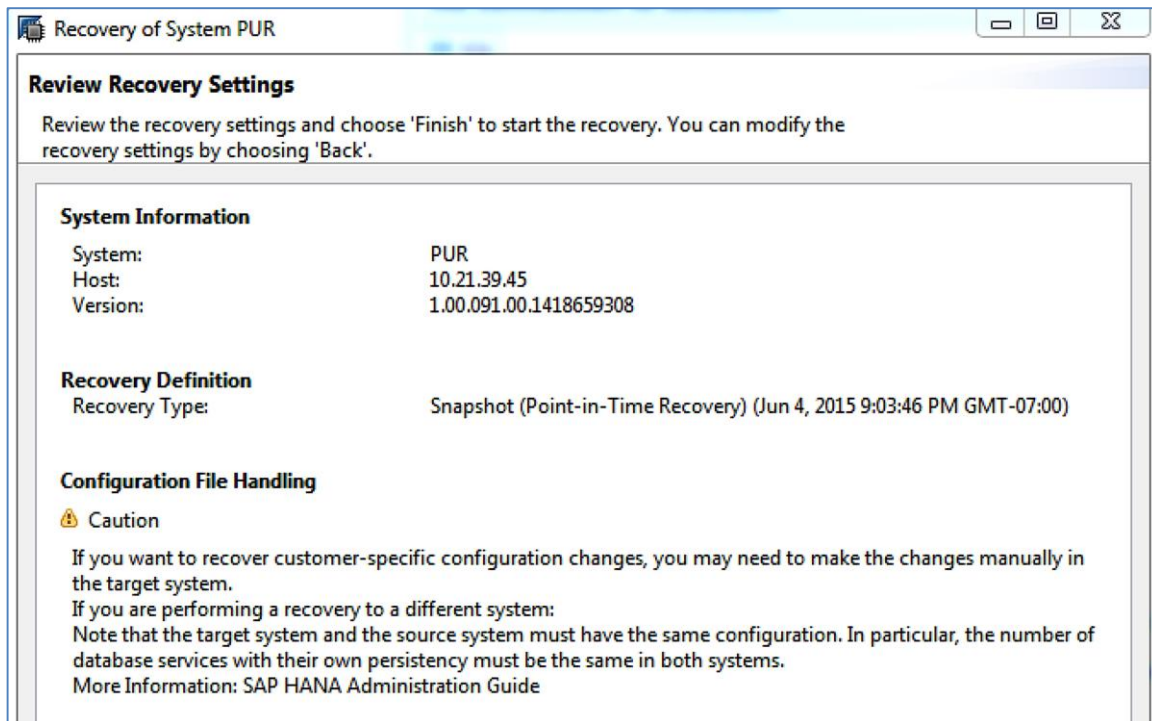 Recovery of System PUR
Review Recovery Settings
Review the recovery settings and choose 'Finish' to start the recovery. You can modify the
recovery settings by choosing 'Back'.
System Information
System: PUR
Host: 10.21.39.45
Version: 1.00.091.00.1418659308
Recovery Definition
Recovery Type: Snapshot (Point-in-Time Recovery) (Jun 4, 2015 9:03:46 PM GMT-07:00)
Configuration File Handling
Caution
If you want to recover customer-specific configuration changes, you may need to make the changes manually in
the target system.
If you are performing a recovery to a different system:
Note that the target system and the source system must have the same configuration. In particular, the number of
database services with their own persistency must be the same in both systems.
More Information: SAP HANA Administration Guide